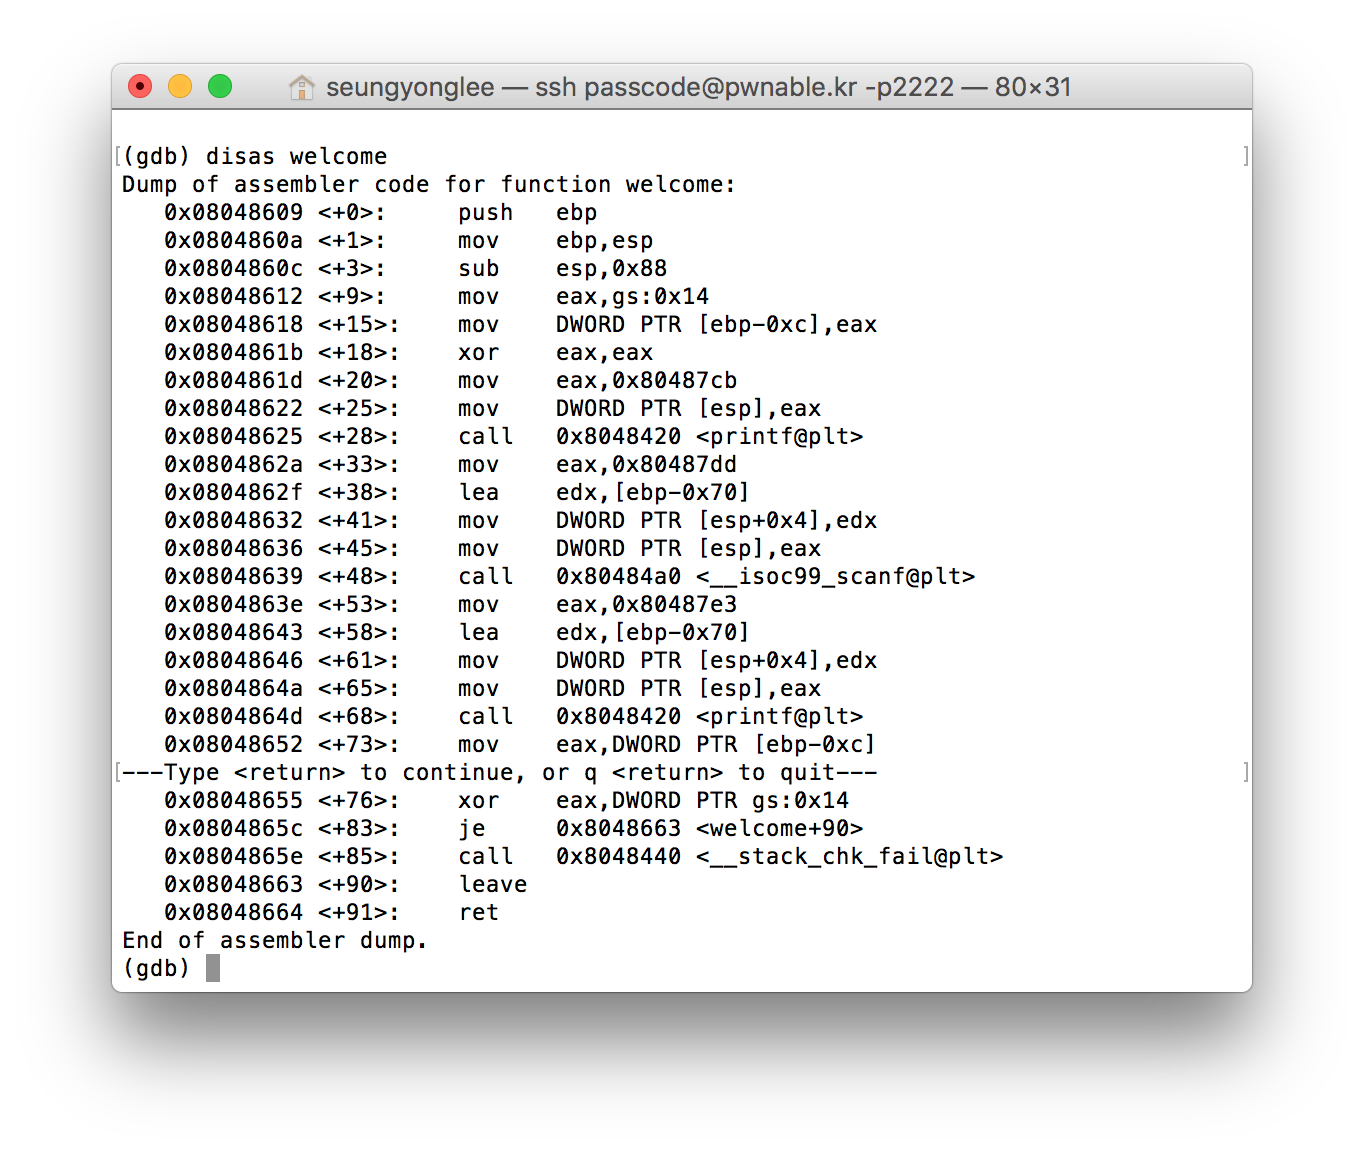 seungyonglee — ssh passcode@pwnable.kr -p2222 — 80×31
(gdb) disas welcome
Dump of assembler code for function welcome:
   0x08048609 <+0>:     push   ebp
   0x0804860a <+1>:     mov    ebp,esp
   0x0804860c <+3>:     sub    esp,0x88
   0x08048612 <+9>:     mov    eax,gs:0x14
   0x08048618 <+15>:    mov    DWORD PTR [ebp-0xc],eax
   0x0804861b <+18>:    xor    eax,eax
   0x0804861d <+20>:    mov    eax,0x80487cb
   0x08048622 <+25>:    mov    DWORD PTR [esp],eax
   0x08048625 <+28>:    call   0x8048420 <printf@plt>
   0x0804862a <+33>:    mov    eax,0x80487dd
   0x0804862f <+38>:    lea    edx,[ebp-0x70]
   0x08048632 <+41>:    mov    DWORD PTR [esp+0x4],edx
   0x08048636 <+45>:    mov    DWORD PTR [esp],eax
   0x08048639 <+48>:    call   0x80484a0 <__isoc99_scanf@plt>
   0x0804863e <+53>:    mov    eax,0x80487e3
   0x08048643 <+58>:    lea    edx,[ebp-0x70]
   0x08048646 <+61>:    mov    DWORD PTR [esp+0x4],edx
   0x0804864a <+65>:    mov    DWORD PTR [esp],eax
   0x0804864d <+68>:    call   0x8048420 <printf@plt>
   0x08048652 <+73>:    mov    eax,DWORD PTR [ebp-0xc]
---Type <return> to continue, or q <return> to quit---
   0x08048655 <+76>:    xor    eax,DWORD PTR gs:0x14
   0x0804865c <+83>:    je     0x8048663 <welcome+90>
   0x0804865e <+85>:    call   0x8048440 <__stack_chk_fail@plt>
   0x08048663 <+90>:    leave
   0x08048664 <+91>:    ret
End of assembler dump.
(gdb)